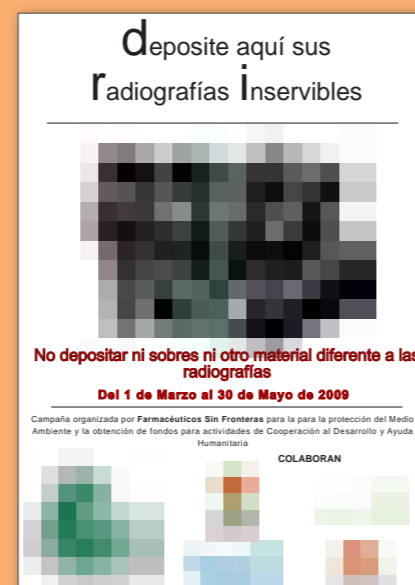 deposite aquí sus
radiografías inservibles
No depositar ni sobres ni otro material diferente a las
radiografías
Del 1 de Marzo al 30 de Mayo de 2009
Campaña organizada por Farmacéuticos Sin Fronteras para la para la protección del Medio
Ambiente y la obtención de fondos para actividades de Cooperación al Desarrollo y Ayuda
Humanitaria
COLABORAN